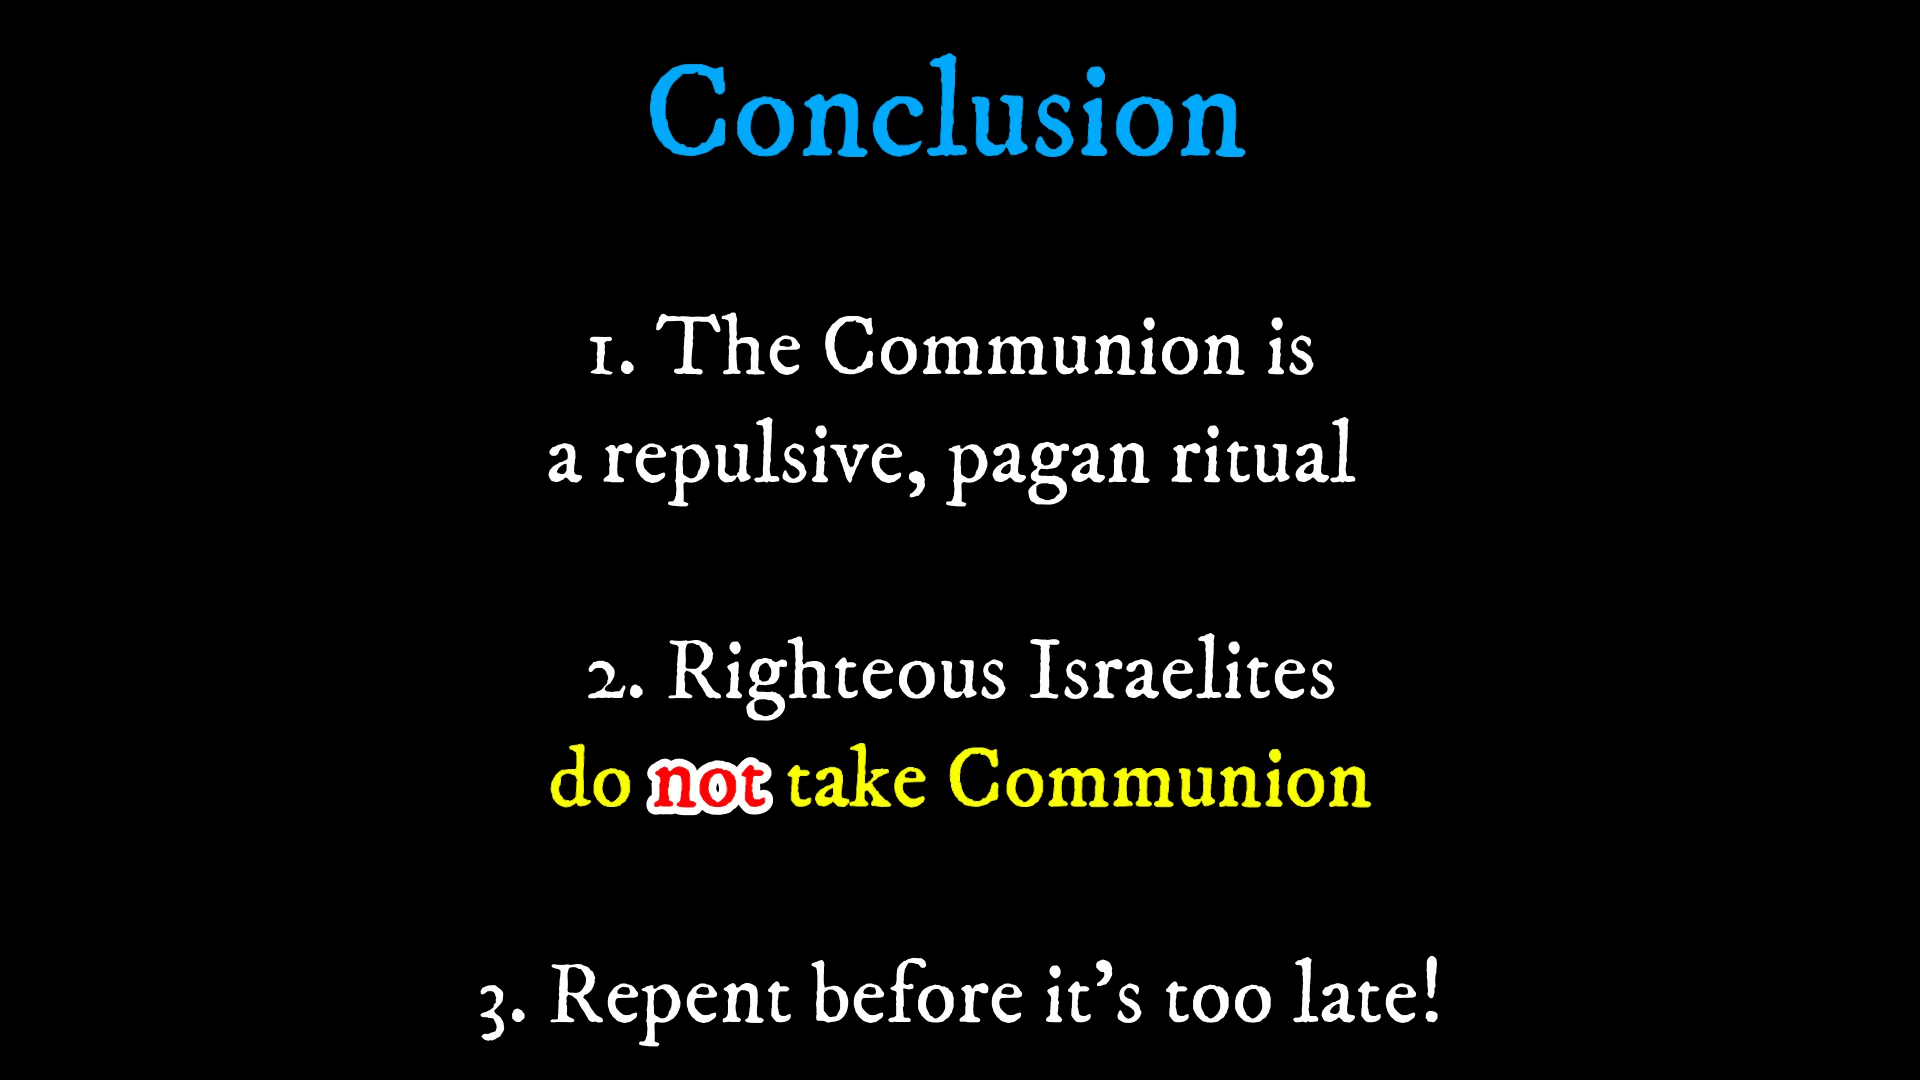 Conclusion
1. The Communion is
a repulsive, pagan ritual
2. Righteous Israelites
do not take Communion
3. Repent before it’s too late!